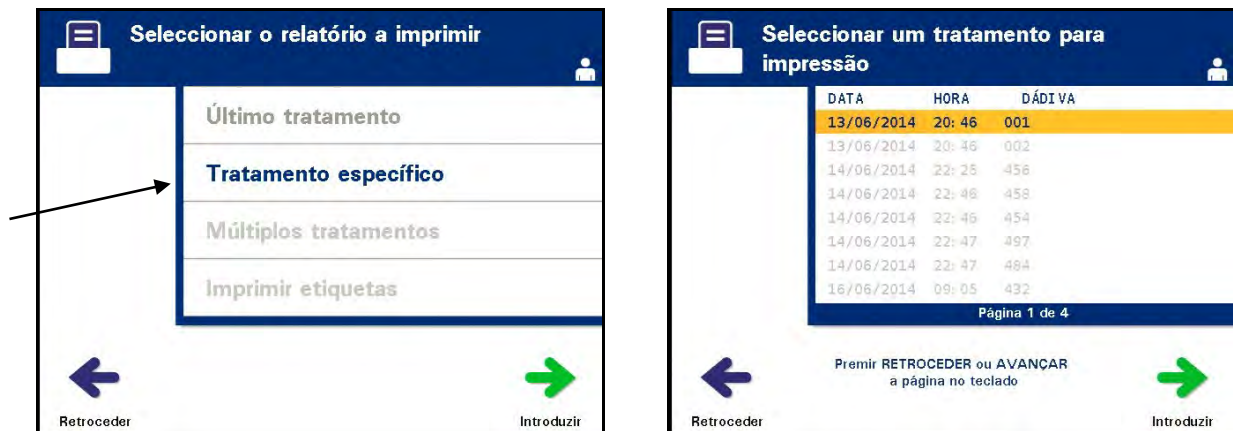 Seleccionar o relatório a imprimir
Último tratamento
Tratamento específico
Múltiplos tratamentos
Imprimir etiquetas
Retroceder
Introduzir
Seleccionar um tratamento para
impressão
DATA HORA DÁDIVA
13/06/2014 20:46 001
13/06/2014 20:46 002
14/06/2014 22:25 456
14/06/2014 22:46 458
14/06/2014 22:46 454
14/06/2014 22:47 497
14/06/2014 22:47 484
16/06/2014 09:05 432
Página 1 de 4
Premir RETROCEDER ou AVANÇAR
a página no teclado
Retroceder
Introduzir